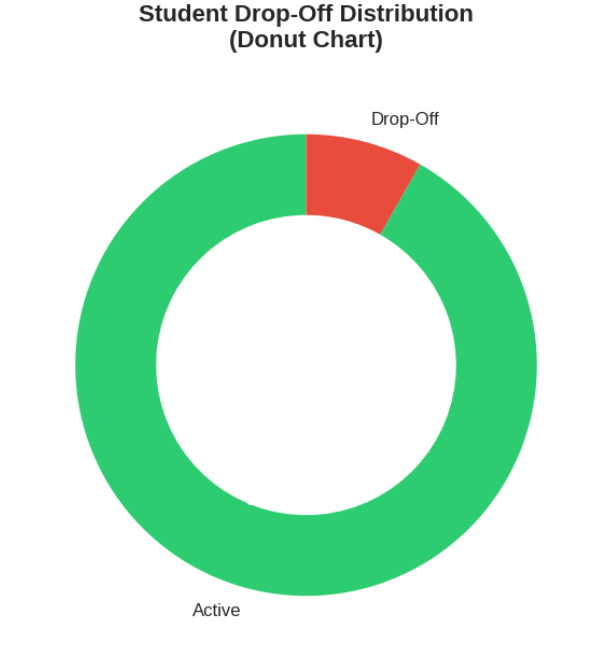 Student Drop-Off Distribution
(Donut Chart)
Drop-Off
Active